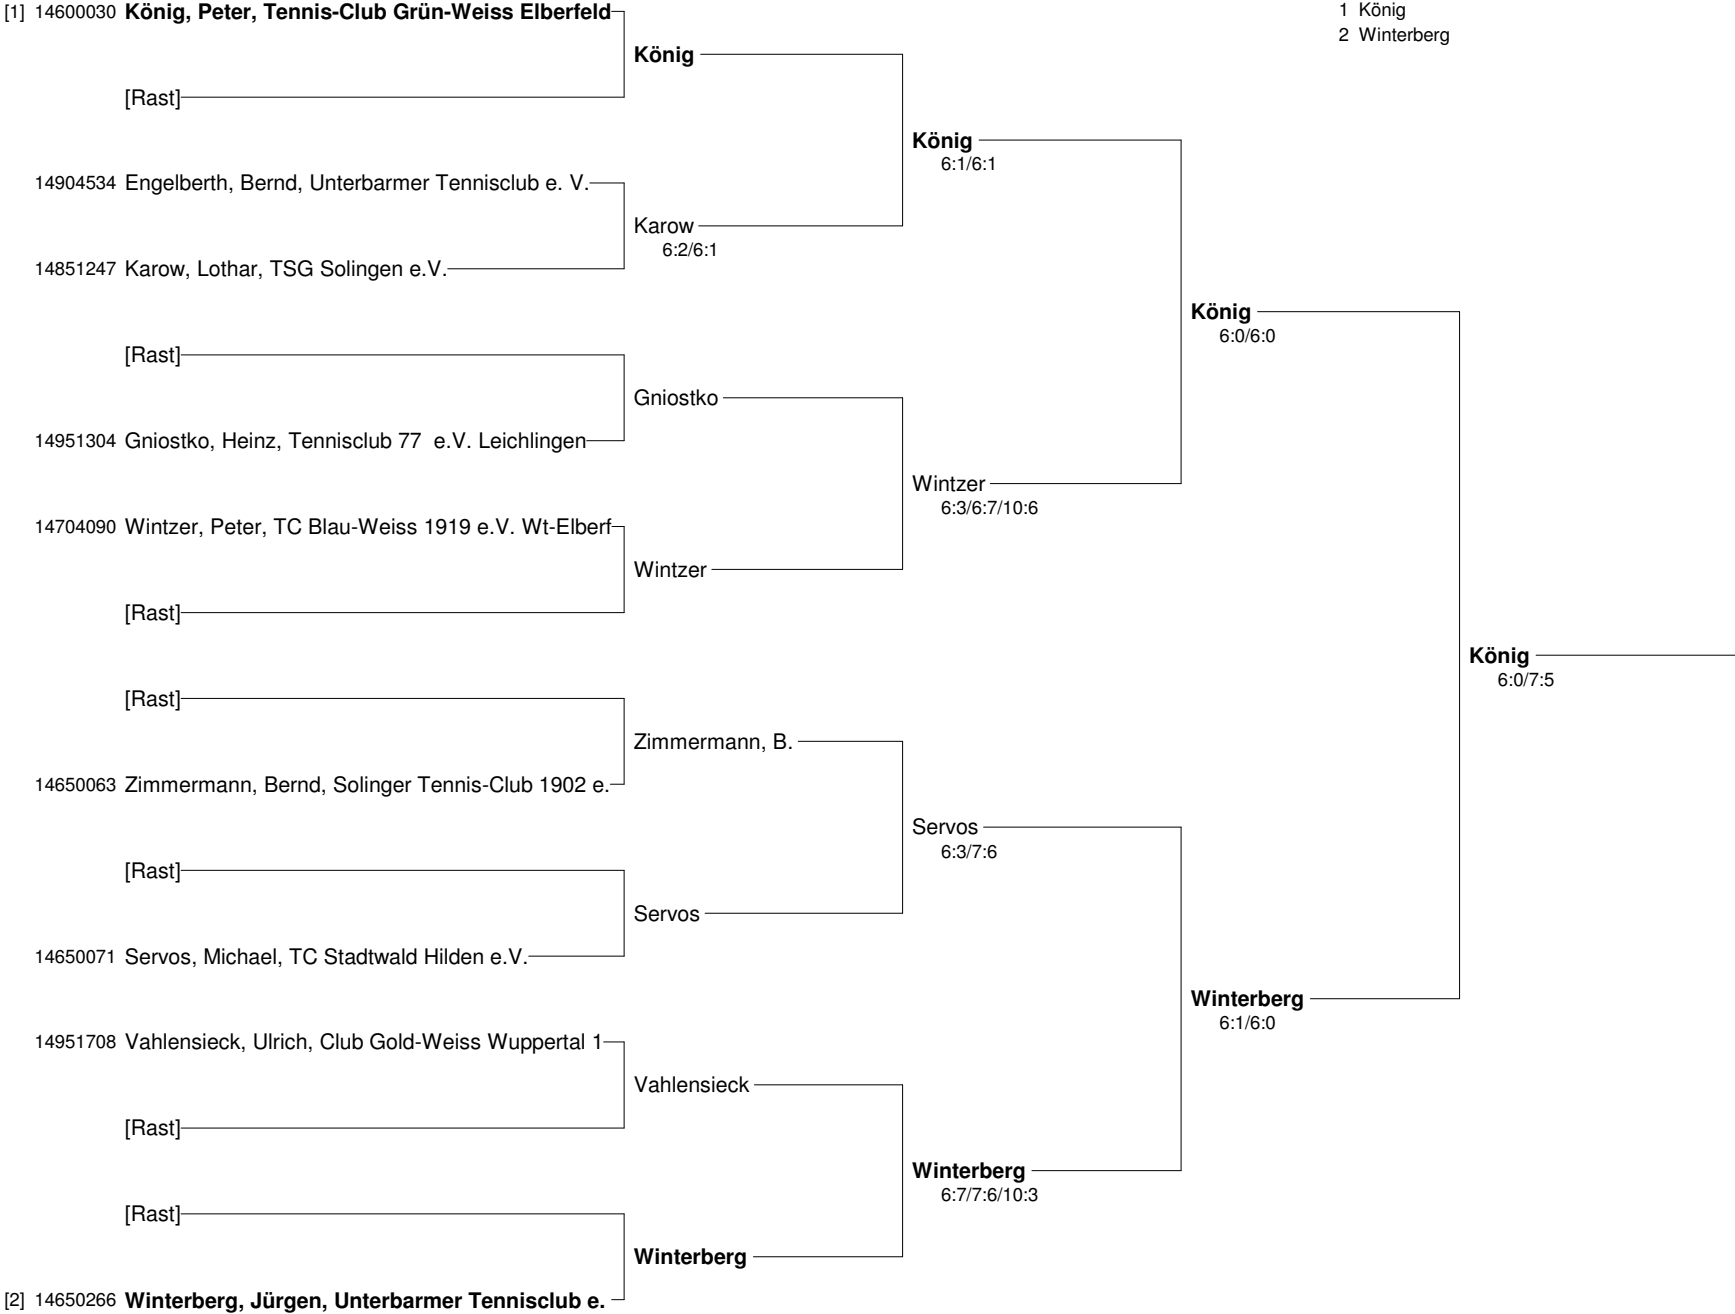 [1] 14600030 König, Peter, Tennis-Club Grün-Weiss Elberfeld
1 König
2 Winterberg
König
[Rast]
König
6:1/6:1
14904534 Engelberth, Bernd, Unterbarmer Tennisclub e. V.
Karow
6:2/6:1
14851247 Karow, Lothar, TSG Solingen e.V.
König
6:0/6:0
[Rast]
Gniostko
14951304 Gniostko, Heinz, Tennisclub 77  e.V. Leichlingen
Wintzer
6:3/6:7/10:6
14704090 Wintzer, Peter, TC Blau-Weiss 1919 e.V. Wt-Elberf
Wintzer
[Rast]
König
6:0/7:5
[Rast]
Zimmermann, B.
14650063 Zimmermann, Bernd, Solinger Tennis-Club 1902 e.
Servos
6:3/7:6
[Rast]
Servos
14650071 Servos, Michael, TC Stadtwald Hilden e.V.
Winterberg
6:1/6:0
14951708 Vahlensieck, Ulrich, Club Gold-Weiss Wuppertal 1
Vahlensieck
[Rast]
Winterberg
6:7/7:6/10:3
[Rast]
Winterberg
[2] 14650266 Winterberg, Jürgen, Unterbarmer Tennisclub e.